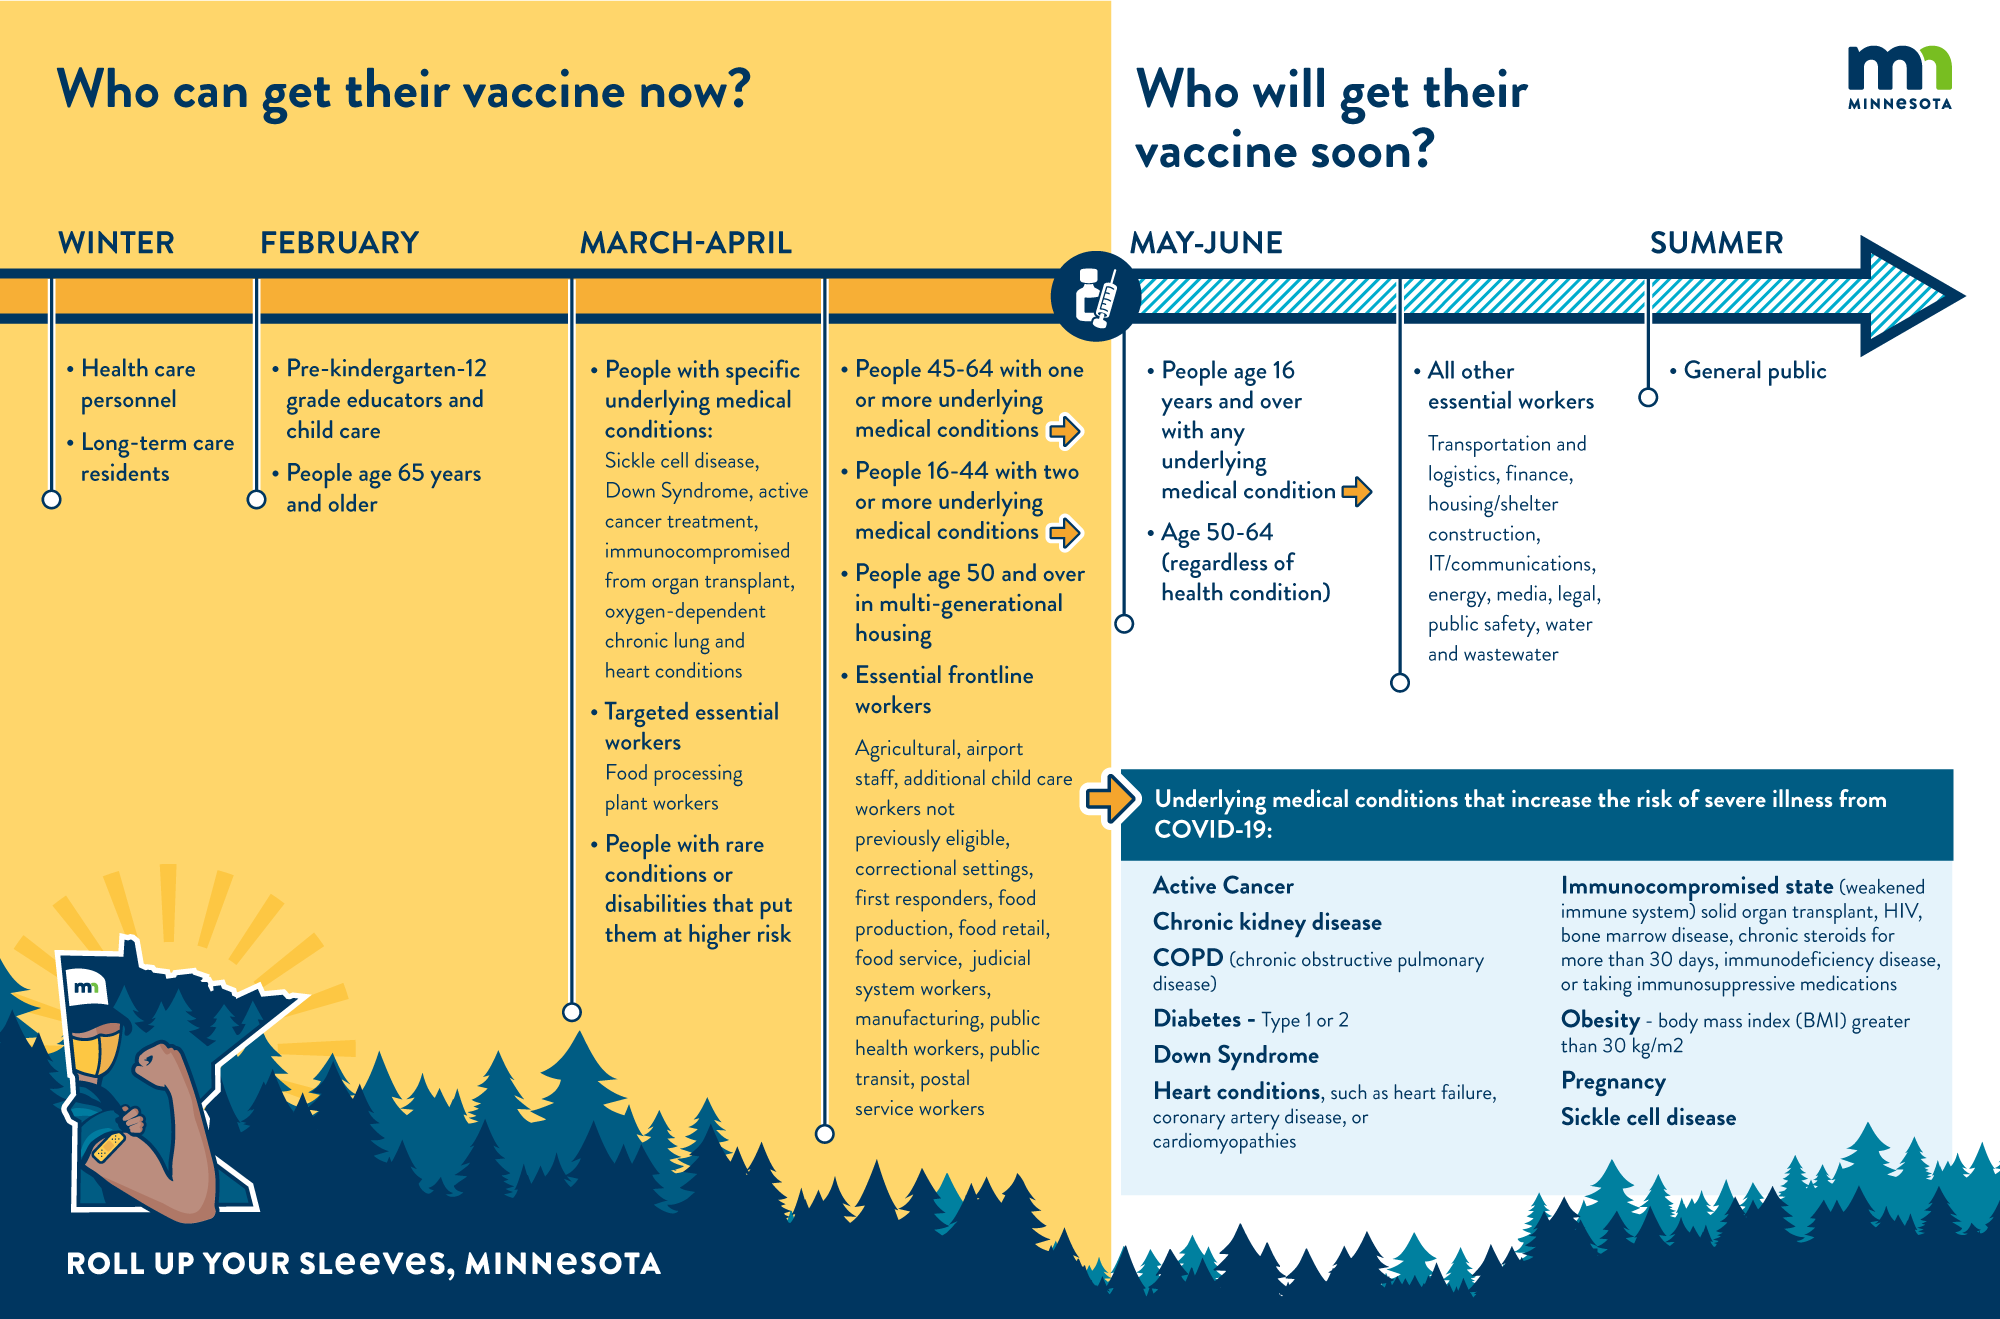 Who can get their vaccine now?
Who will get their
vaccine soon?
mn
MINNESOTA
WINTER
FEBRUARY
MARCH-APRIL
MAY-JUNE
SUMMER
• Health care
personnel
• Long-term care
residents
• Pre-kindergarten-12
grade educators and
child care
• People age 65 years
and older
• People with specific
underlying medical
conditions:
Sickle cell disease,
Down Syndrome, active
cancer treatment,
immunocompromised
from organ transplant,
oxygen-dependent
chronic lung and
heart conditions
• Targeted essential
workers
Food processing
plant workers
• People with rare
conditions or
disabilities that put
them at higher risk
• People 45-64 with one
or more underlying
medical conditions
• People 16-44 with two
or more underlying
medical conditions
• People age 50 and over
in multi-generational
housing
• Essential frontline
workers
Agricultural, airport
staff, additional child care
workers not
previously eligible,
correctional settings,
first responders, food
production, food retail,
food service, judicial
system workers,
manufacturing, public
health workers, public
transit, postal
service workers
• People age 16
years and over
with any
underlying
medical condition
• Age 50-64
(regardless of
health condition)
• All other
essential workers
Transportation and
logistics, finance,
housing/shelter
construction,
IT/communications,
energy, media, legal,
public safety, water
and wastewater
• General public
Underlying medical conditions that increase the risk of severe illness from
COVID-19:
Active Cancer
Chronic kidney disease
COPD (chronic obstructive pulmonary
disease)
Diabetes - Type 1 or 2
Down Syndrome
Heart conditions, such as heart failure,
coronary artery disease, or
cardiomyopathies
Immunocompromised state (weakened
immune system) solid organ transplant, HIV,
bone marrow disease, chronic steroids for
more than 30 days, immunodeficiency disease,
or taking immunosuppressive medications
Obesity - body mass index (BMI) greater
than 30 kg/m2
Pregnancy
Sickle cell disease
mn
ROLL UP YOUR SLeeVeS, MINNeSOTA